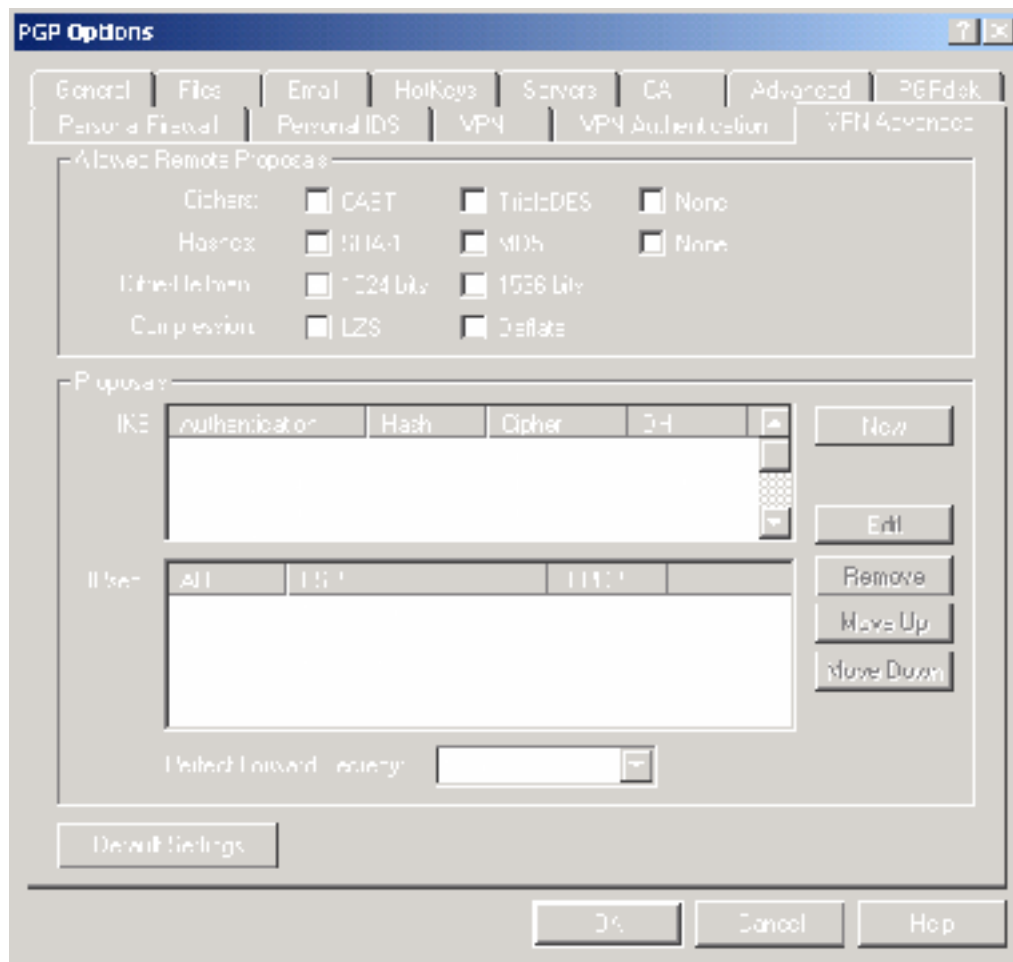 PGP Options
General Files Email HotKeys Servers CA Advanced PGPdisk
Personal Firewall Personal IDS VPN VPN Authentication VPN Advanced
Allowed Remote Proposals
Ciphers: CAST TripleDES None
Hashes: SHA-1 MD5 None
Diffie-Hellman: 1024 bits 1536 bits
Compression: LZS Deflate
Proposals
IKE Authentication Hash Cipher DH
New
Edit
IPsec AH ESP IPCOMP
Remove
Move Up
Move Down
Perfect Forward Secrecy:
Default Settings
OK Cancel Help